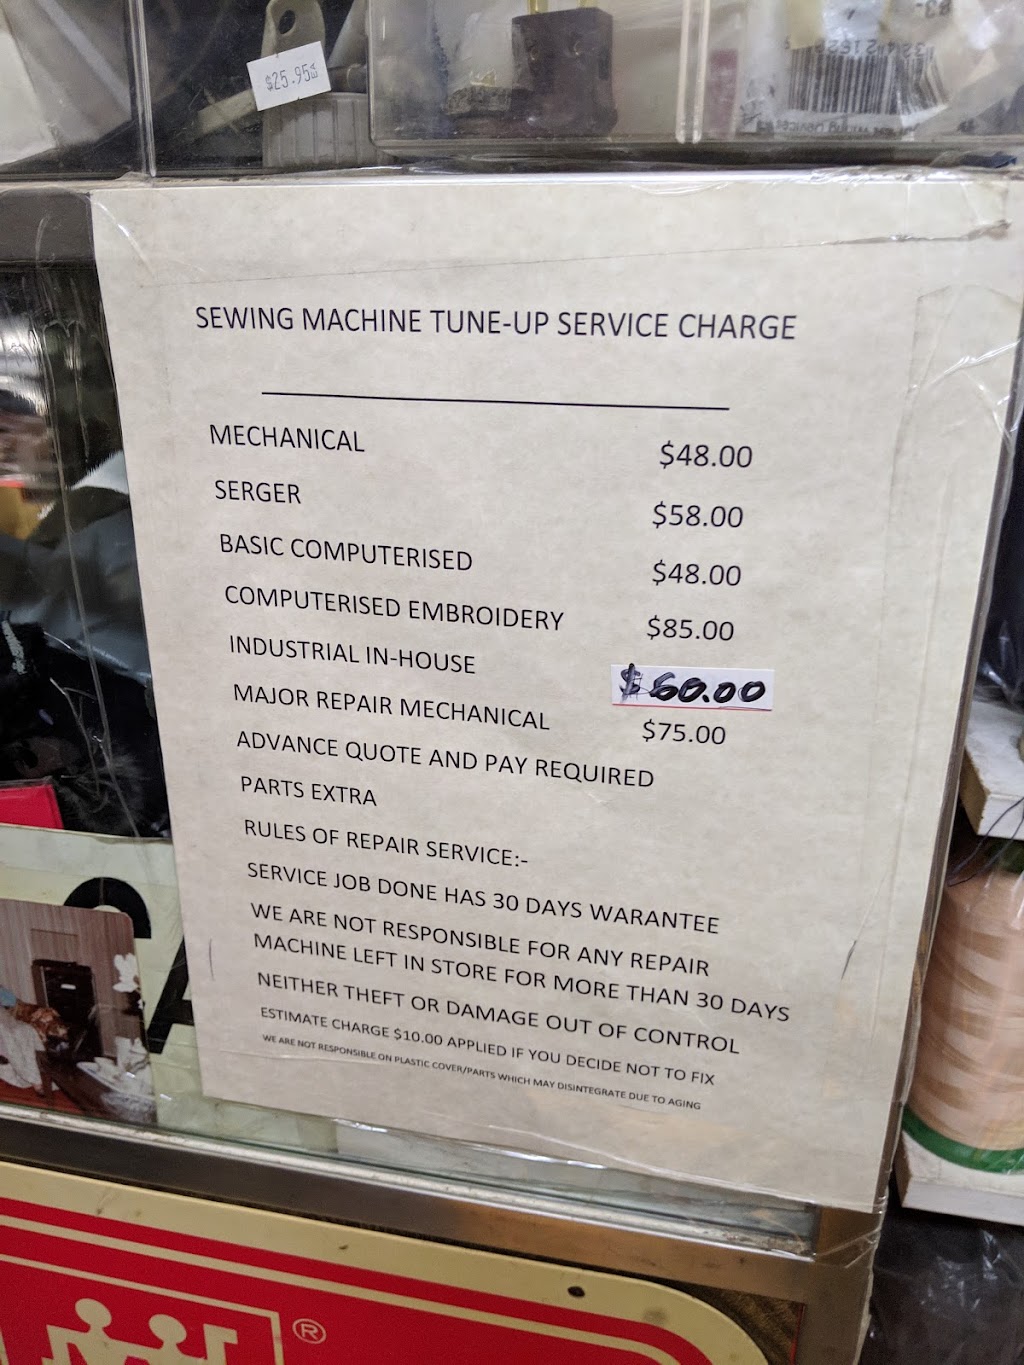 $25.95EA
SEWING MACHINE TUNE-UP SERVICE CHARGE
MECHANICAL $48.00
SERGER $58.00
BASIC COMPUTERISED $48.00
COMPUTERISED EMBROIDERY $85.00
INDUSTRIAL IN-HOUSE $60.00
MAJOR REPAIR MECHANICAL $75.00
ADVANCE QUOTE AND PAY REQUIRED
PARTS EXTRA
RULES OF REPAIR SERVICE:-
SERVICE JOB DONE HAS 30 DAYS WARANTEE
WE ARE NOT RESPONSIBLE FOR ANY REPAIR
MACHINE LEFT IN STORE FOR MORE THAN 30 DAYS
NEITHER THEFT OR DAMAGE OUT OF CONTROL
ESTIMATE CHARGE $10.00 APPLIED IF YOU DECIDE NOT TO FIX
WE ARE NOT RESPONSIBLE ON PLASTIC COVER/PARTS WHICH MAY DISINTEGRATE DUE TO AGING
®